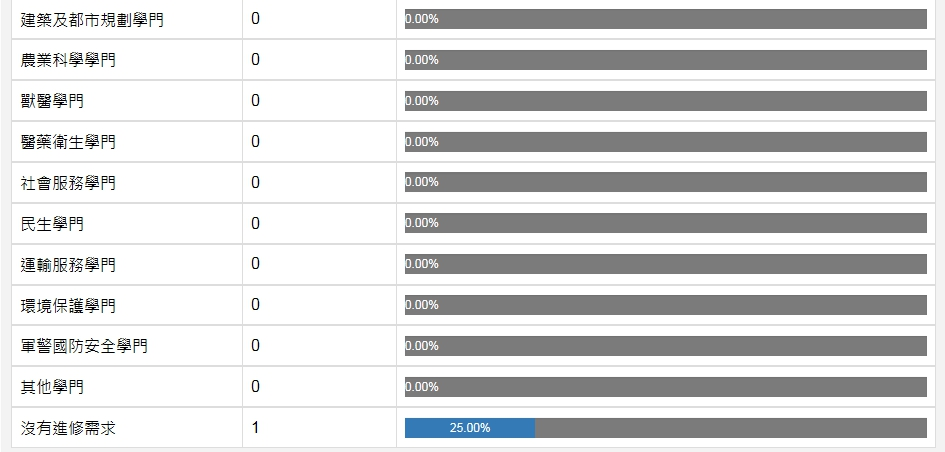 建築及都市規劃學門 0 0.00%
農業科學學門 0 0.00%
獸醫學門 0 0.00%
醫藥衛生學門 0 0.00%
社會服務學門 0 0.00%
民生學門 0 0.00%
運輸服務學門 0 0.00%
環境保護學門 0 0.00%
軍警國防安全學門 0 0.00%
其他學門 0 0.00%
沒有進修需求 1 25.00%